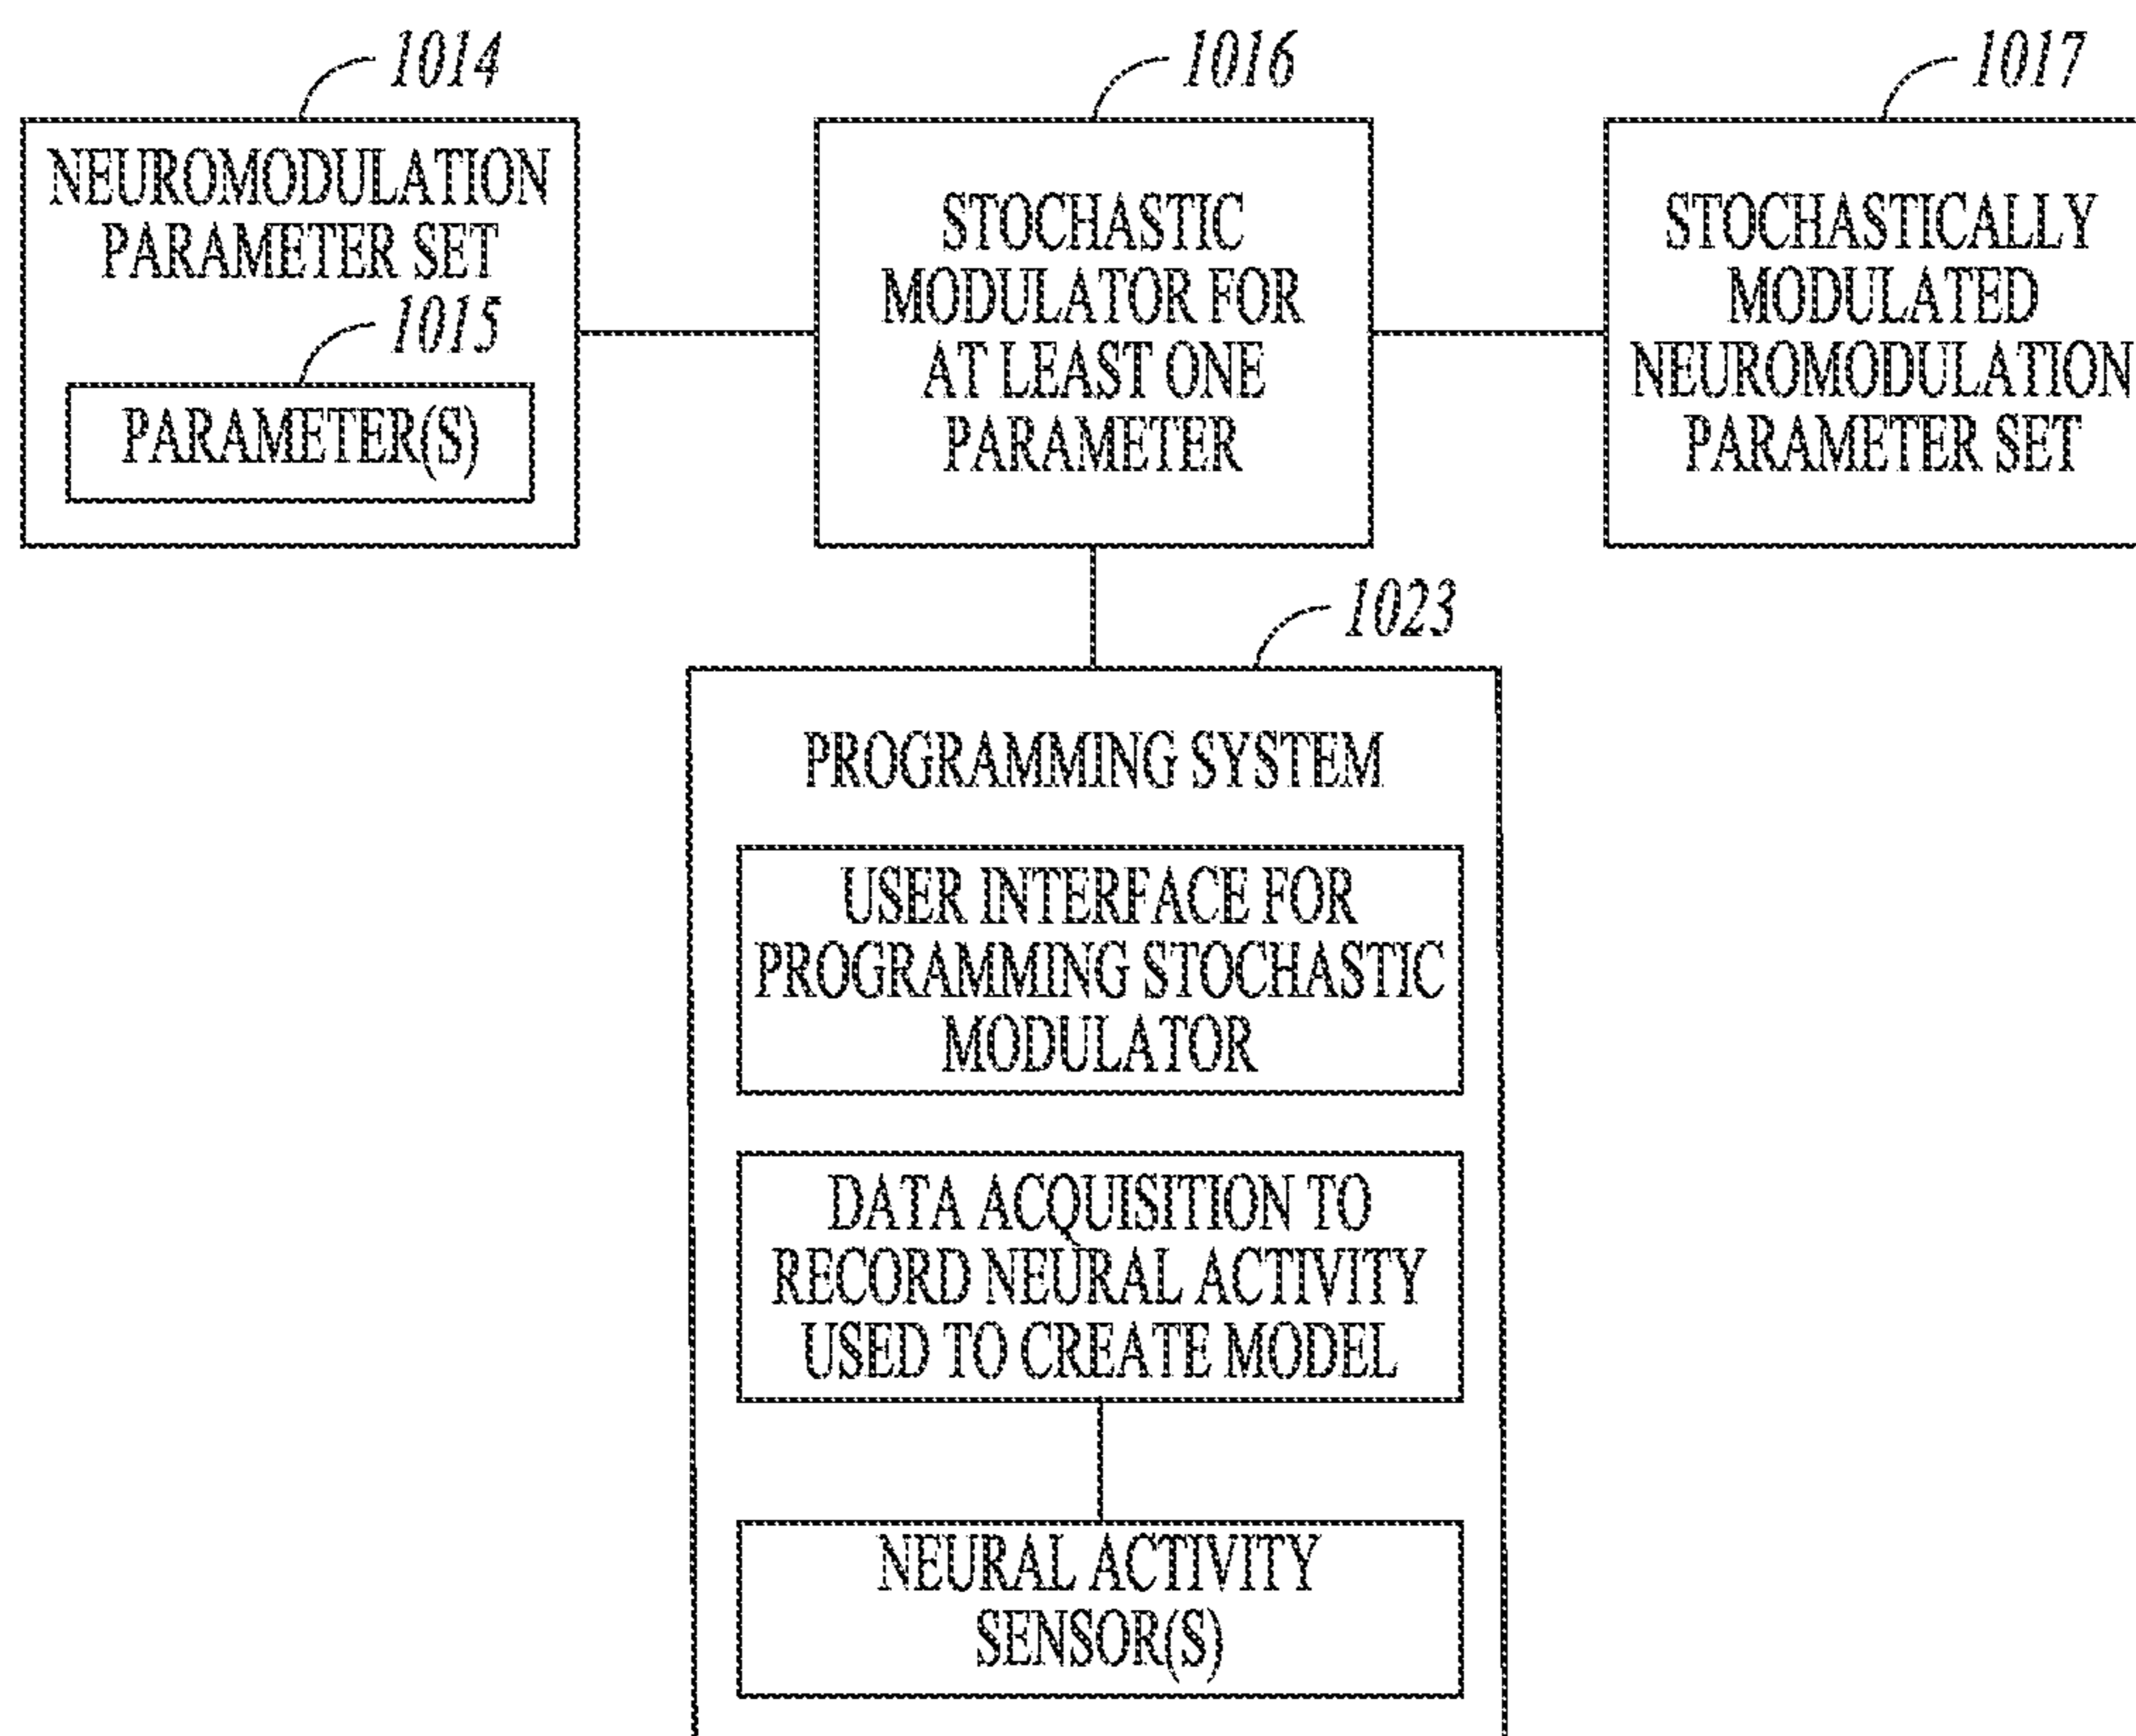 1014
NEUROMODULATION
PARAMETER SET
1015
PARAMETER(S)
1016
STOCHASTIC
MODULATOR FOR
AT LEAST ONE
PARAMETER
1017
STOCHASTICALLY
MODULATED
NEUROMODULATION
PARAMETER SET
1023
PROGRAMMING SYSTEM
USER INTERFACE FOR
PROGRAMMING STOCHASTIC
MODULATOR
DATA ACQUISITION TO
RECORD NEURAL ACTIVITY
USED TO CREATE MODEL
NEURAL ACTIVITY
SENSOR(S)